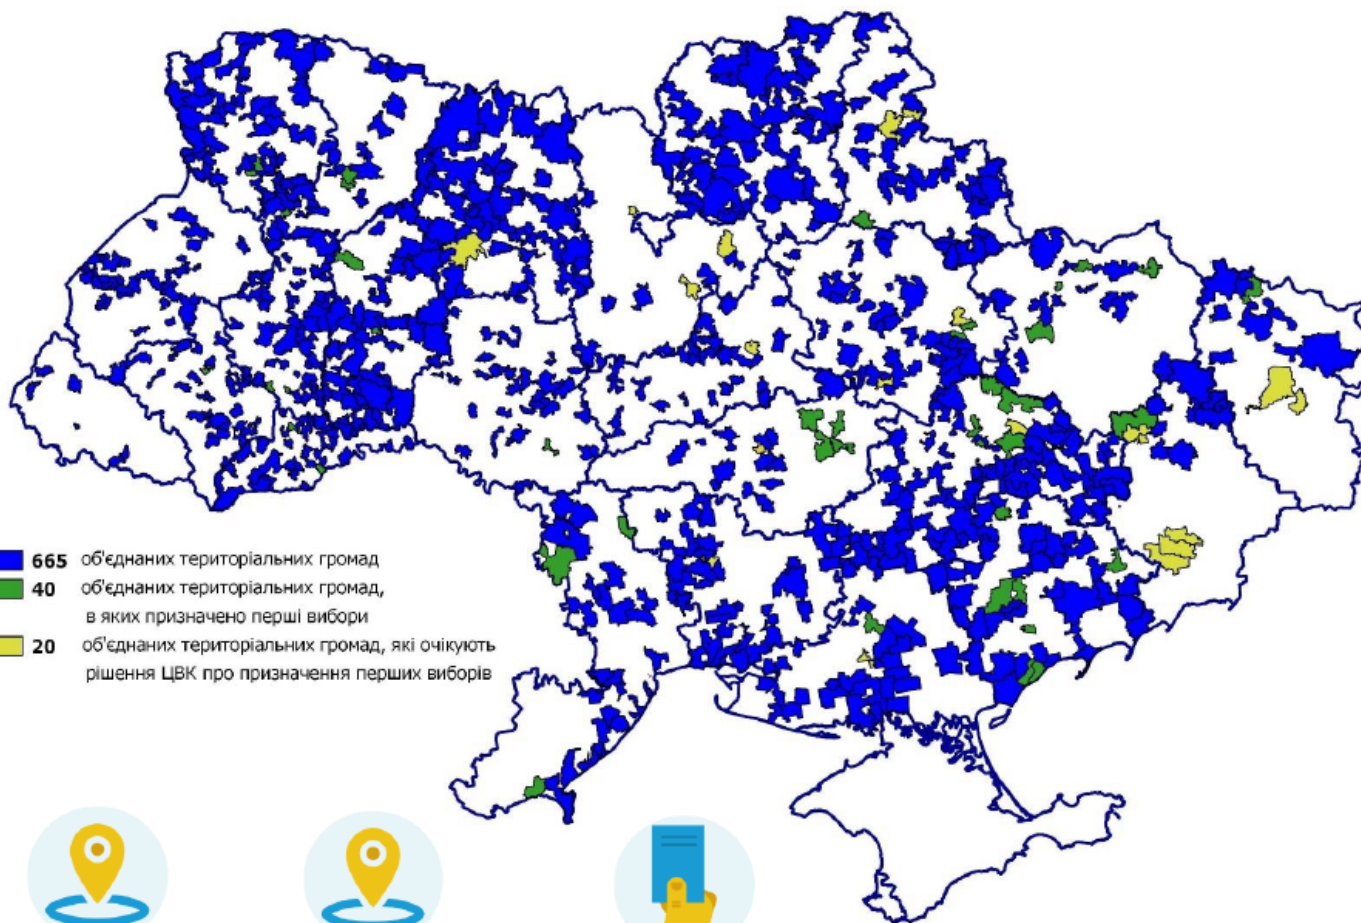 665 об'єднаних територіальних громад
40 об'єднаних територіальних громад,
в яких призначено перші вибори
20 об'єднаних територіальних громад, які очікують
рішення ЦВК про призначення перших виборів